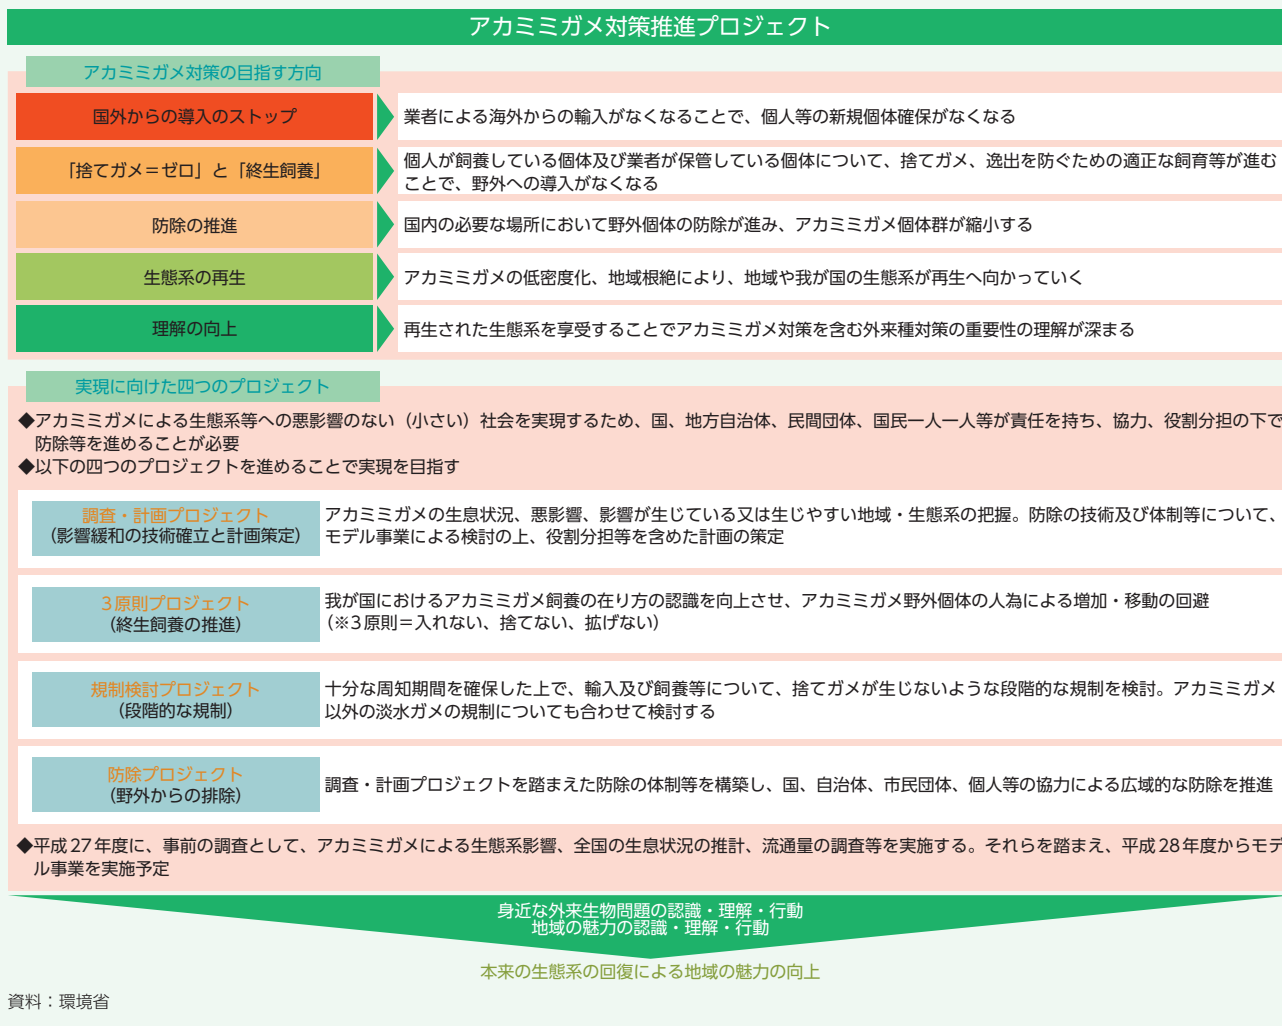 アカミミガメ対策推進プロジェクト
アカミミガメ対策の目指す方向
国外からの導入のストップ
業者による海外からの輸入がなくなることで、個人等の新規個体確保がなくなる
「捨てガメ＝ゼロ」と「終生飼養」
個人が飼養している個体及び業者が保管している個体について、捨てガメ、逸出を防ぐための適正な飼育等が進む
ことで、野外への導入がなくなる
防除の推進
国内の必要な場所において野外個体の防除が進み、アカミミガメ個体群が縮小する
生態系の再生
アカミミガメの低密度化、地域根絶により、地域や我が国の生態系が再生へ向かっていく
理解の向上
再生された生態系を享受することでアカミミガメ対策を含む外来種対策の重要性の理解が深まる
実現に向けた四つのプロジェクト
◆アカミミガメによる生態系等への悪影響のない（小さい）社会を実現するため、国、地方自治体、民間団体、国民一人一人等が責任を持ち、協力、役割分担の下で
防除等を進めることが必要
◆以下の四つのプロジェクトを進めることで実現を目指す
調査・計画プロジェクト
（影響緩和の技術確立と計画策定）
アカミミガメの生息状況、悪影響、影響が生じている又は生じやすい地域・生態系の把握。防除の技術及び体制等について、
モデル事業による検討の上、役割分担等を含めた計画の策定
３原則プロジェクト
（終生飼養の推進）
我が国におけるアカミミガメ飼養の在り方の認識を向上させ、アカミミガメ野外個体の人為による増加・移動の回避
（※３原則＝入れない、捨てない、拡げない）
規制検討プロジェクト
（段階的な規制）
十分な周知期間を確保した上で、輸入及び飼養等について、捨てガメが生じないような段階的な規制を検討。アカミミガメ
以外の淡水ガメの規制についても合わせて検討する
防除プロジェクト
（野外からの排除）
調査・計画プロジェクトを踏まえた防除の体制等を構築し、国、自治体、市民団体、個人等の協力による広域的な防除を推進
◆平成27年度に、事前の調査として、アカミミガメによる生態系影響、全国の生息状況の推計、流通量の調査等を実施する。それらを踏まえ、平成28年度からモデ
ル事業を実施予定
身近な外来生物問題の認識・理解・行動
地域の魅力の認識・理解・行動
本来の生態系の回復による地域の魅力の向上
資料：環境省